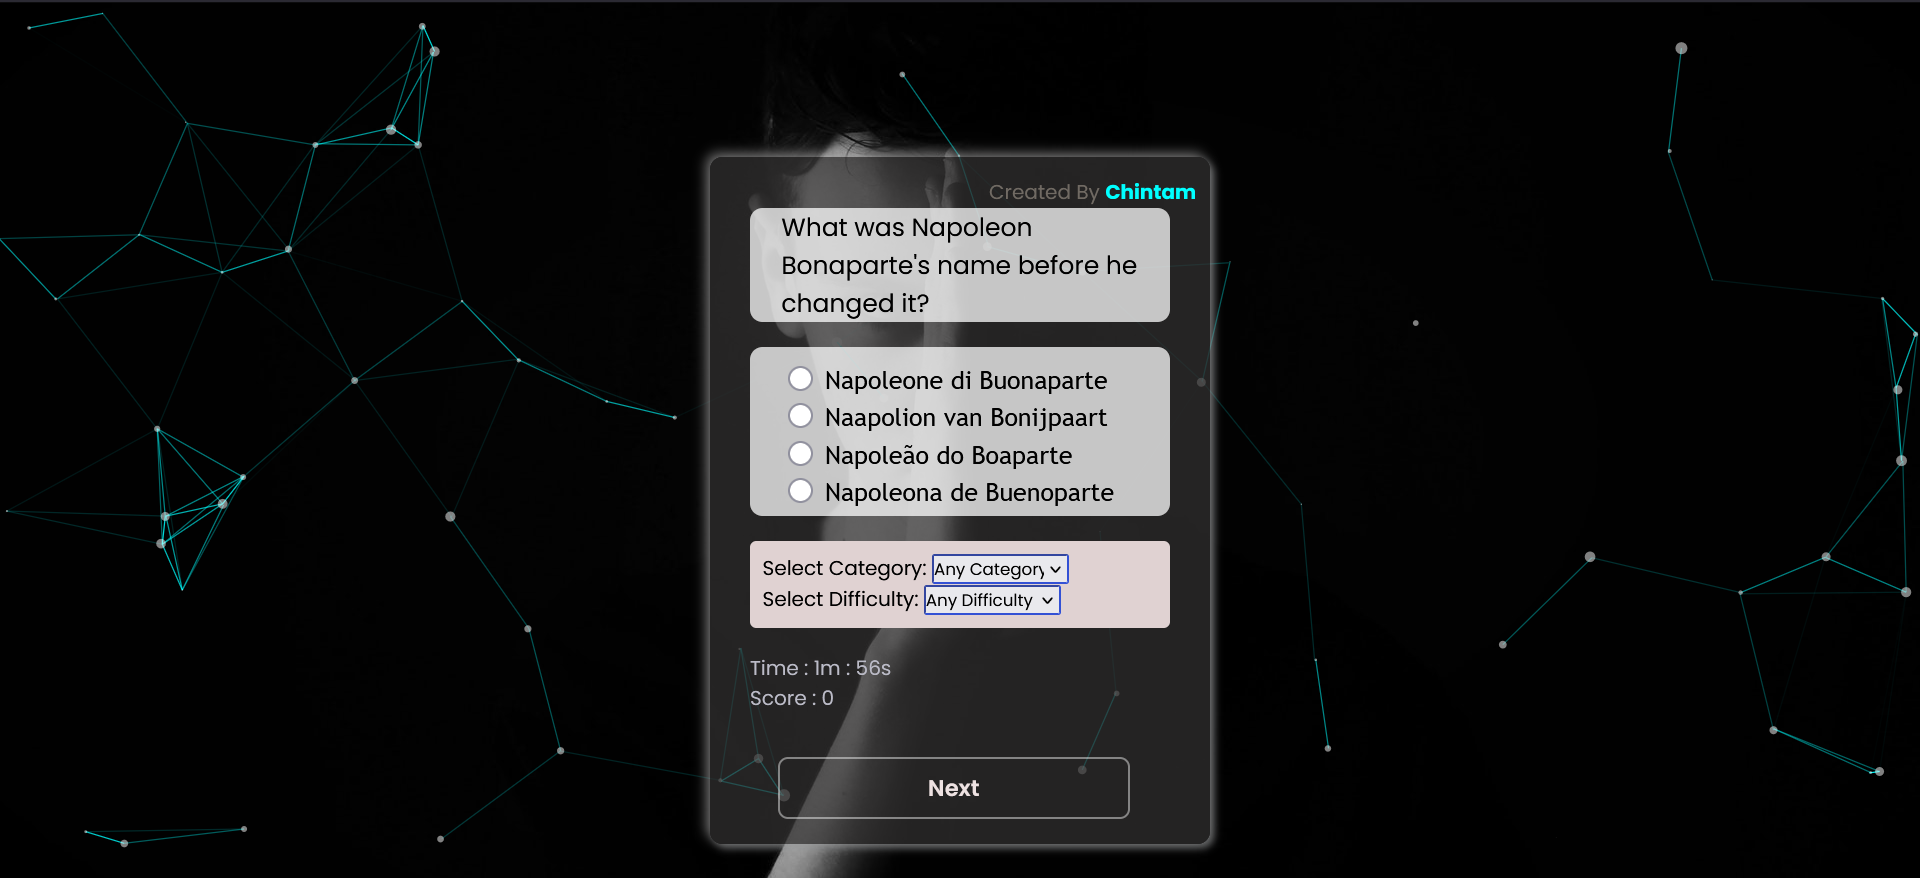 Created By Chintam
What was Napoleon
Bonaparte's name before he
changed it?
Napoleone di Buonaparte
Naapolion van Bonijpaart
Napoleão do Boaparte
Napoleona de Buenoparte
Select Category: Any Category
Select Difficulty: Any Difficulty
Time : 1m : 56s
Score : 0
Next